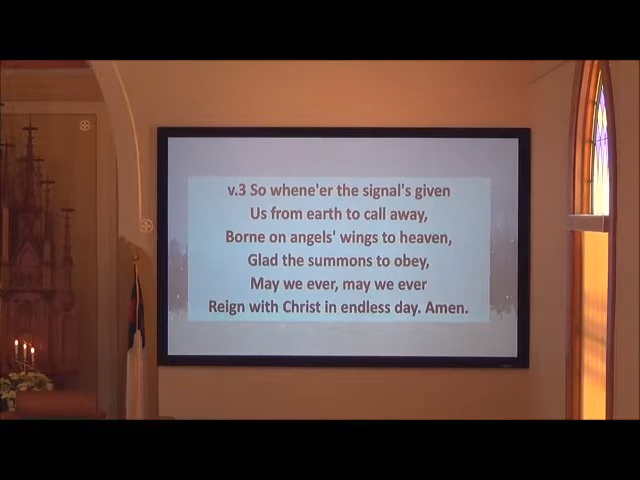 v.3 So whene'er the signal's given
Us from earth to call away,
Borne on angels' wings to heaven,
Glad the summons to obey,
May we ever, may we ever
Reign with Christ in endless day. Amen.